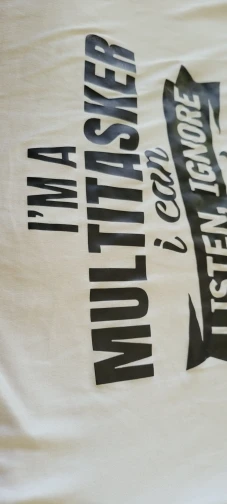 I'M A
MULTITASKER
i can
LISTEN, IGNORE